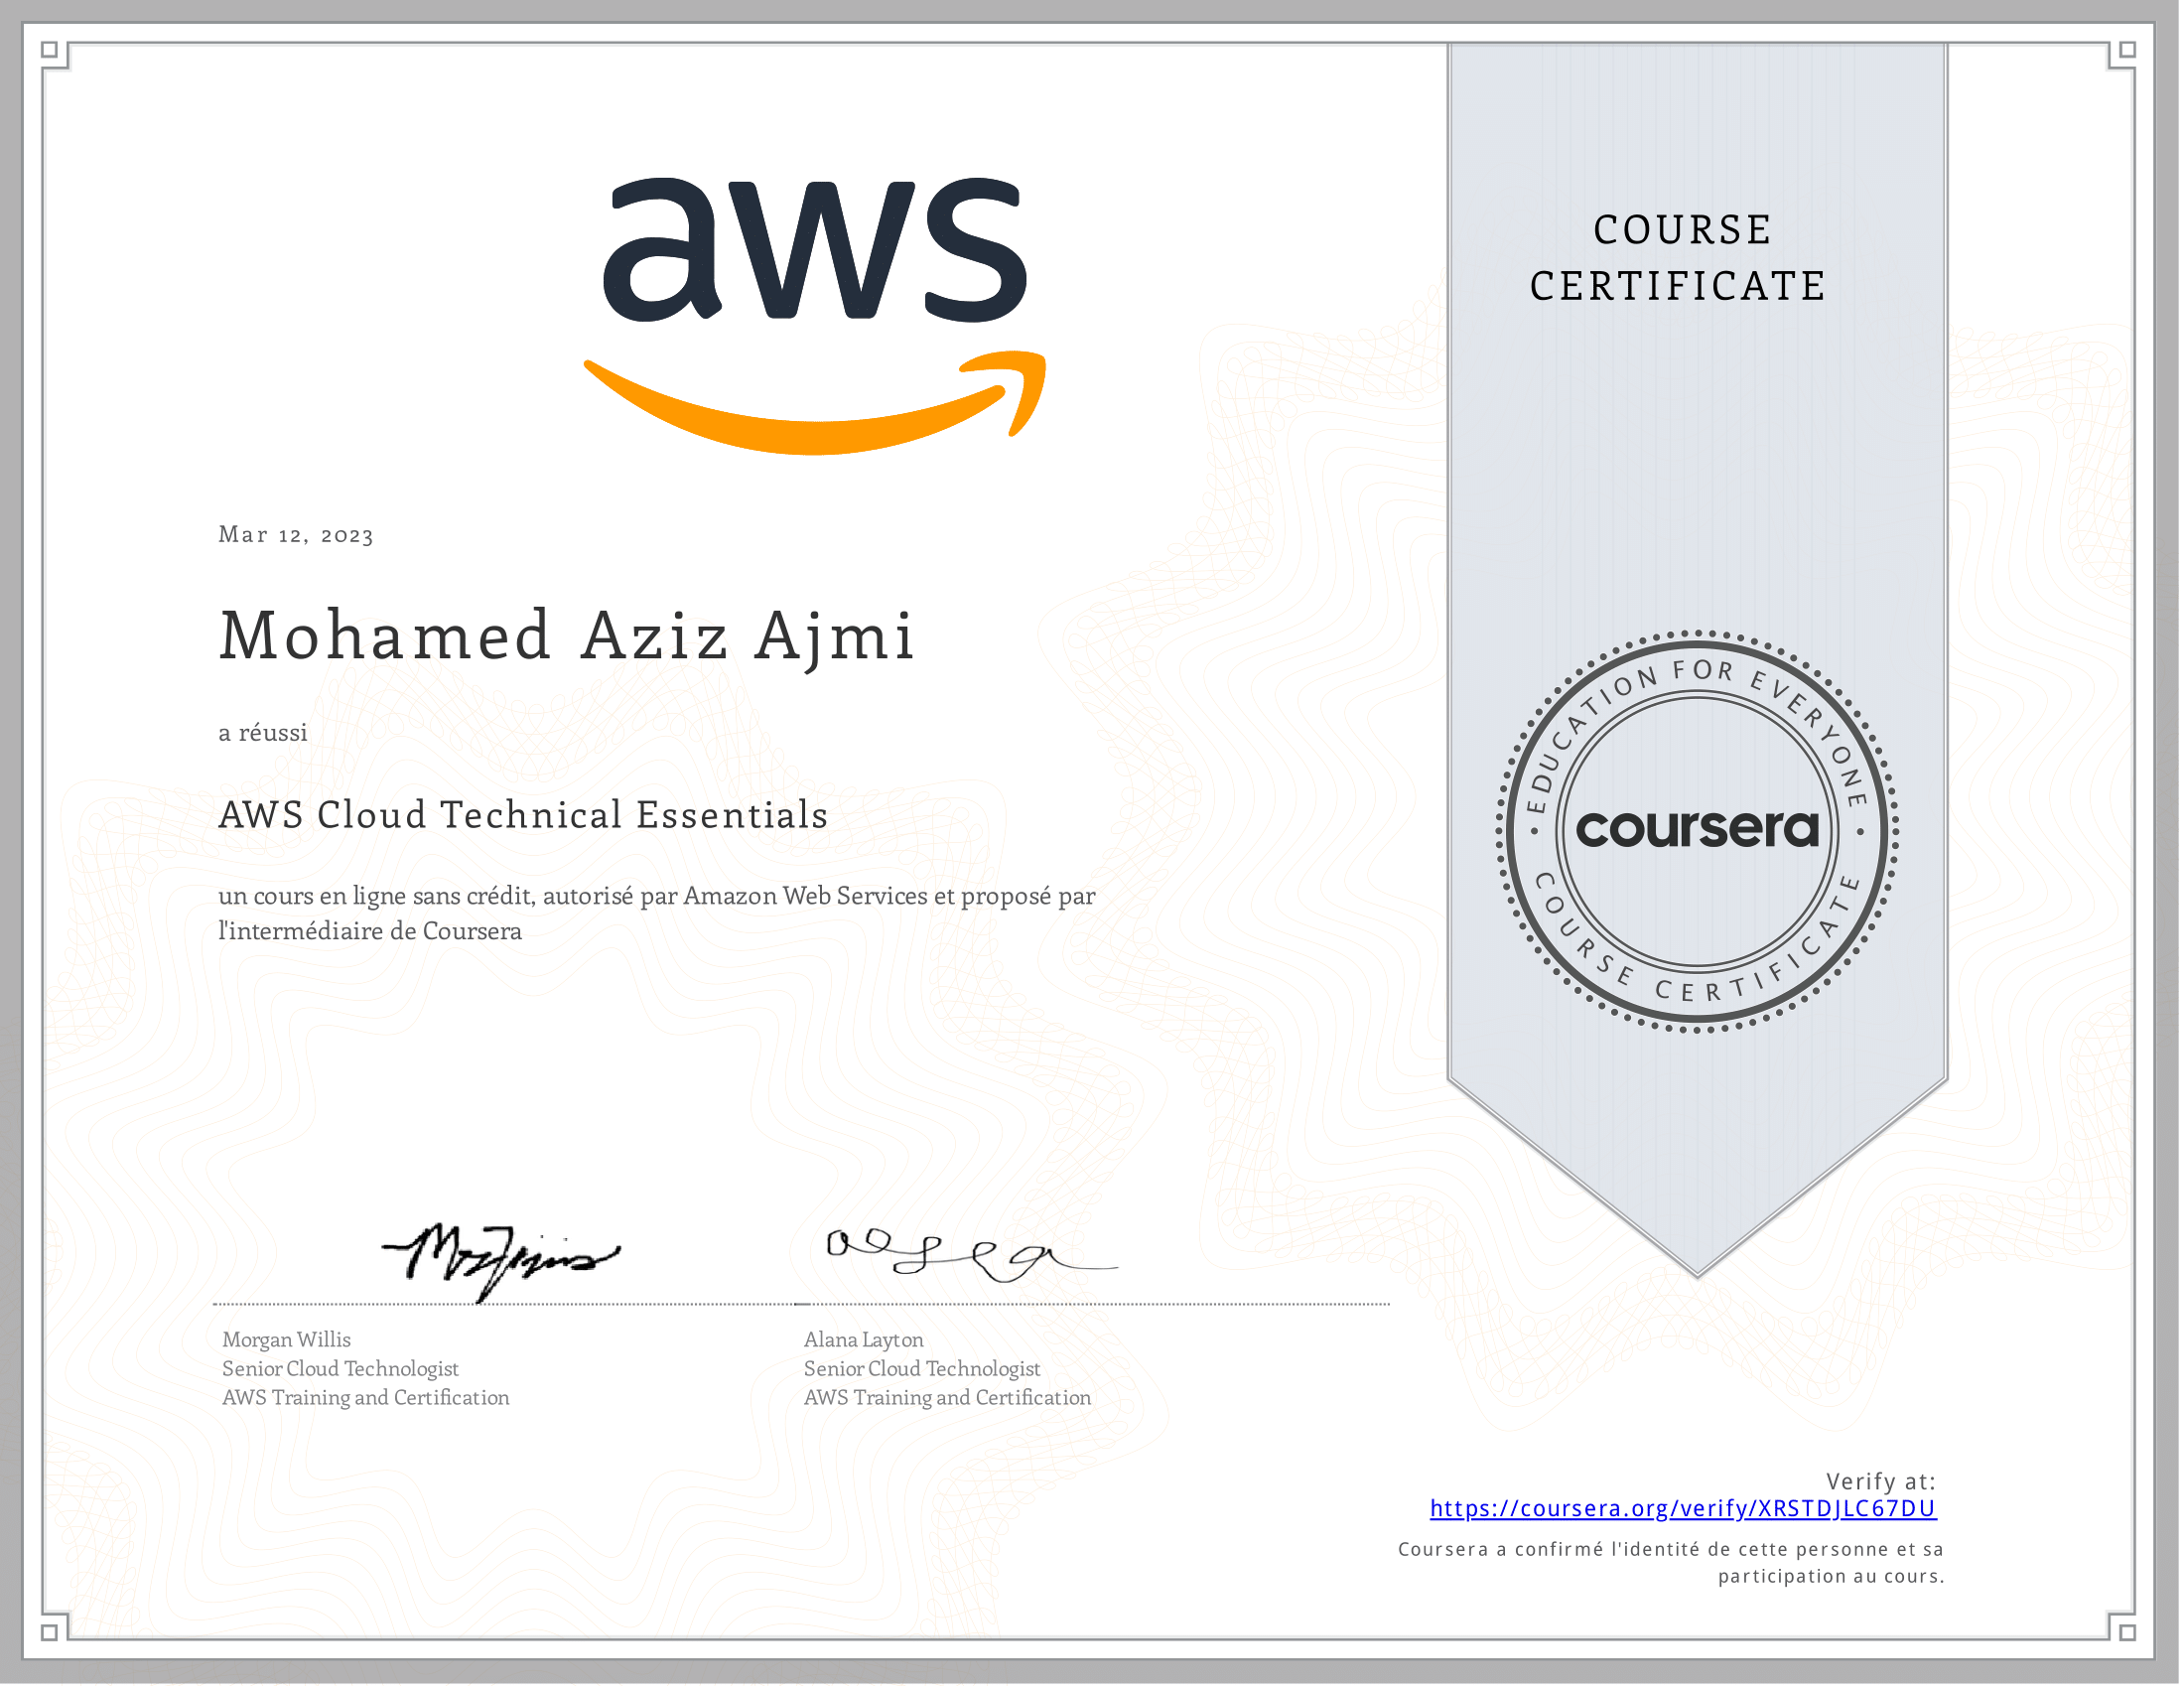 aws
COURSE
CERTIFICATE
Mar 12, 2023
Mohamed Aziz Ajmi
a réussi
AWS Cloud Technical Essentials
un cours en ligne sans crédit, autorisé par Amazon Web Services et proposé par
l'intermédiaire de Coursera
EDUCATION FOR EVERYONE
coursera
COURSE CERTIFICATE
Morgan Willis
Senior Cloud Technologist
AWS Training and Certification
Alana Layton
Senior Cloud Technologist
AWS Training and Certification
Verify at:
https://coursera.org/verify/XRSTDJLC67DU
Coursera a confirmé l'identité de cette personne et sa
participation au cours.